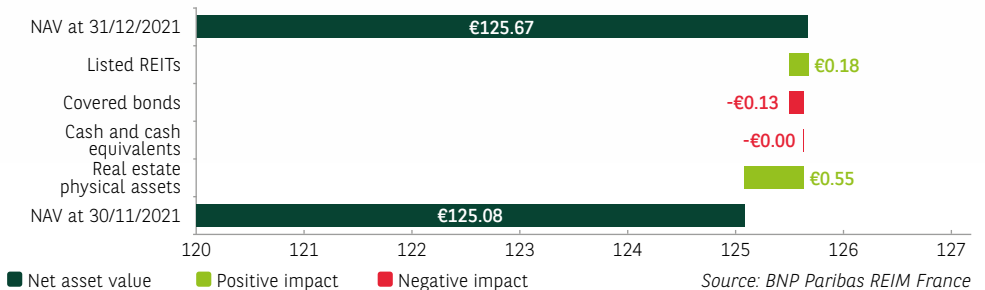 NAV at 31/12/2021 €125.67
Listed REITs €0.18
Covered bonds -€0.13
Cash and cash
equivalents -€0.00
Real estate
physical assets €0.55
NAV at 30/11/2021 €125.08
120 121 122 123 124 125 126 127
Net asset value Positive impact Negative impact Source: BNP Paribas REIM France